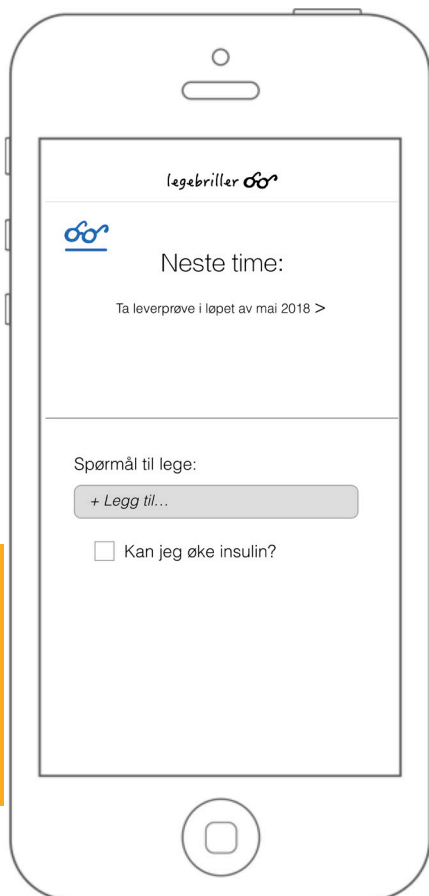 legebriller
Neste time:
Ta leverprøve i løpet av mai 2018 >
Spørmål til lege:
+ Legg til...
Kan jeg øke insulin?